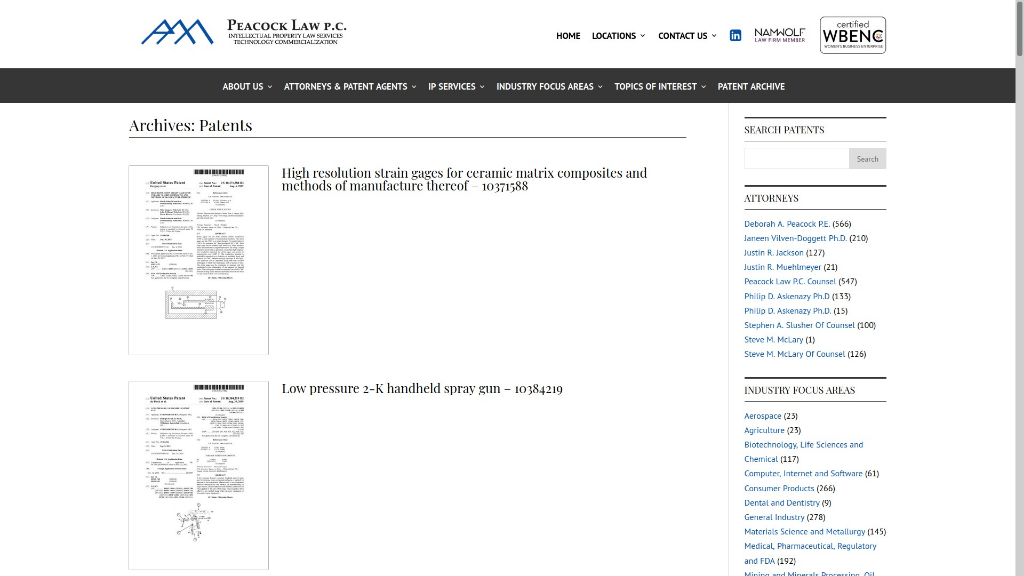 PEACOCK LAW P.C.
INTELLECTUAL PROPERTY LAW SERVICES
TECHNOLOGY COMMERCIALIZATION
HOME LOCATIONS CONTACT US
in
NAMWOLF
LAW FIRM MEMBER
certified
WBENC
WOMEN'S BUSINESS ENTERPRISE
ABOUT US ATTORNEYS & PATENT AGENTS IP SERVICES INDUSTRY FOCUS AREAS TOPICS OF INTEREST PATENT ARCHIVE
Archives: Patents
United States Patent
High resolution strain gages for ceramic matrix composites and
methods of manufacture thereof – 10371588
United States Patent
Low pressure 2-K handheld spray gun – 10384219
SEARCH PATENTS
Search
ATTORNEYS
Deborah A. Peacock P.E. (566)
Janeen Vilven-Doggett Ph.D. (210)
Justin R. Jackson (127)
Justin R. Muehlmeyer (21)
Peacock Law P.C. Counsel (547)
Philip D. Askenazy Ph.D (133)
Philip D. Askenazy Ph.D. (15)
Stephen A. Slusher Of Counsel (100)
Steve M. McLary (1)
Steve M. McLary Of Counsel (126)
INDUSTRY FOCUS AREAS
Aerospace (23)
Agriculture (23)
Biotechnology, Life Sciences and
Chemical (117)
Computer, Internet and Software (61)
Consumer Products (266)
Dental and Dentistry (9)
General Industry (278)
Materials Science and Metallurgy (145)
Medical, Pharmaceutical, Regulatory
and FDA (192)
Mining and Minerals Processing, Oil